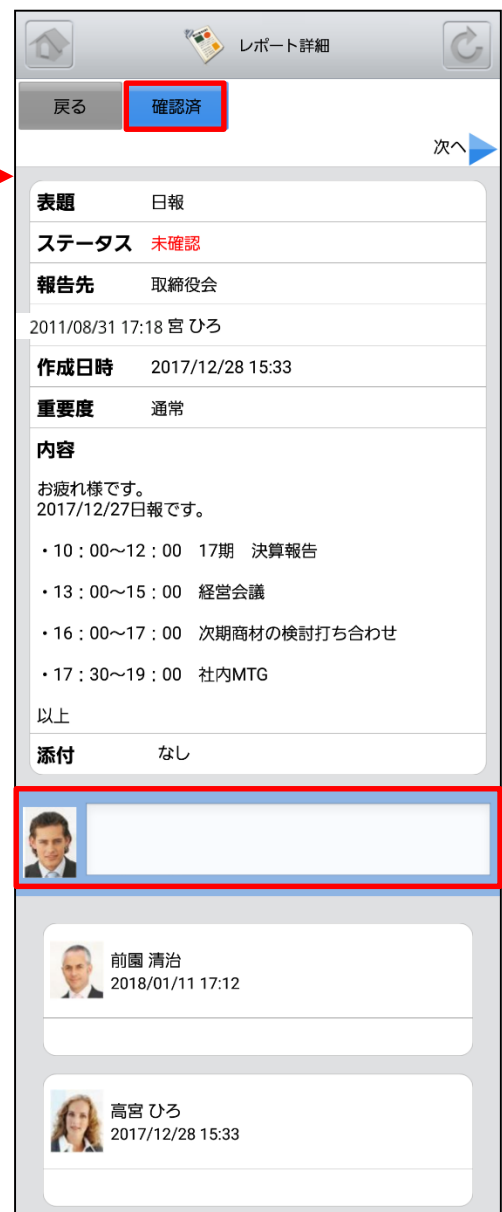 レポート詳細
戻る 確認済
次へ
表題 日報
ステータス 未確認
報告先 取締役会
2011/08/31 17:18 宮 ひろ
作成日時 2017/12/28 15:33
重要度 通常
内容
お疲れ様です。
2017/12/27日報です。
・10：00～12：00　17期　決算報告
・13：00～15：00　経営会議
・16：00～17：00　次期商材の検討打ち合わせ
・17：30～19：00　社内MTG
以上
添付 なし
前園 清治
2018/01/11 17:12
高宮 ひろ
2017/12/28 15:33